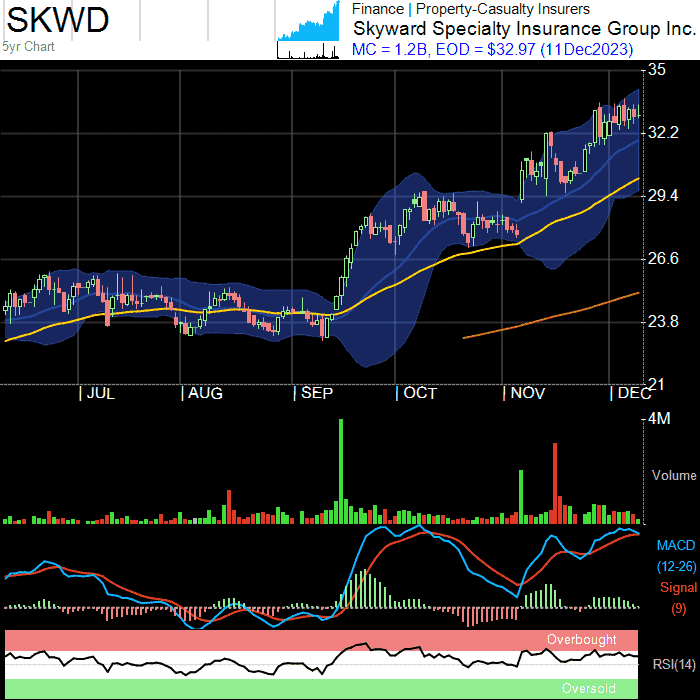 SKWD
5yr Chart
Finance | Property-Casualty Insurers
Skyward Specialty Insurance Group Inc.
MC = 1.2B, EOD = $32.97 (11Dec2023)
35
32.2
29.4
26.6
23.8
21
JUL AUG SEP OCT NOV DEC
4M
Volume
MACD
(12-26)
Signal
(9)
Overbought
RSI(14)
Oversold